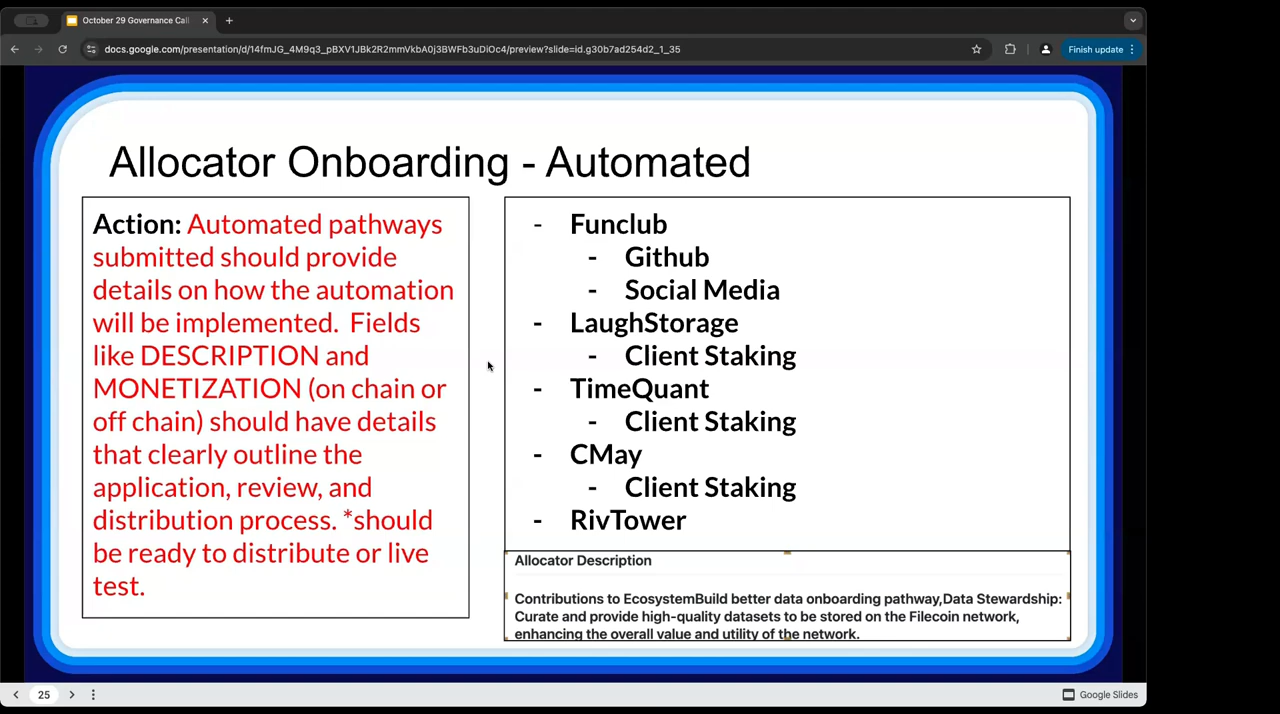 October 29 Governance Call
docs.google.com/presentation/d/14fmJG_4M9q3_pBXV1JBk2R2mmVkbA0j3BWFb3uDiOc4/preview?slide=id.g30b7ad254d2_1_35
Finish update
Allocator Onboarding - Automated
Action: Automated pathways
submitted should provide
details on how the automation
will be implemented. Fields
like DESCRIPTION and
MONETIZATION (on chain or
off chain) should have details
that clearly outline the
application, review, and
distribution process. *should
be ready to distribute or live
test.
- Funclub
- Github
- Social Media
- LaughStorage
- Client Staking
- TimeQuant
- Client Staking
- CMay
- Client Staking
- RivTower
Allocator Description
Contributions to EcosystemBuild better data onboarding pathway,Data Stewardship:
Curate and provide high-quality datasets to be stored on the Filecoin network,
enhancing the overall value and utility of the network.
25
Google Slides